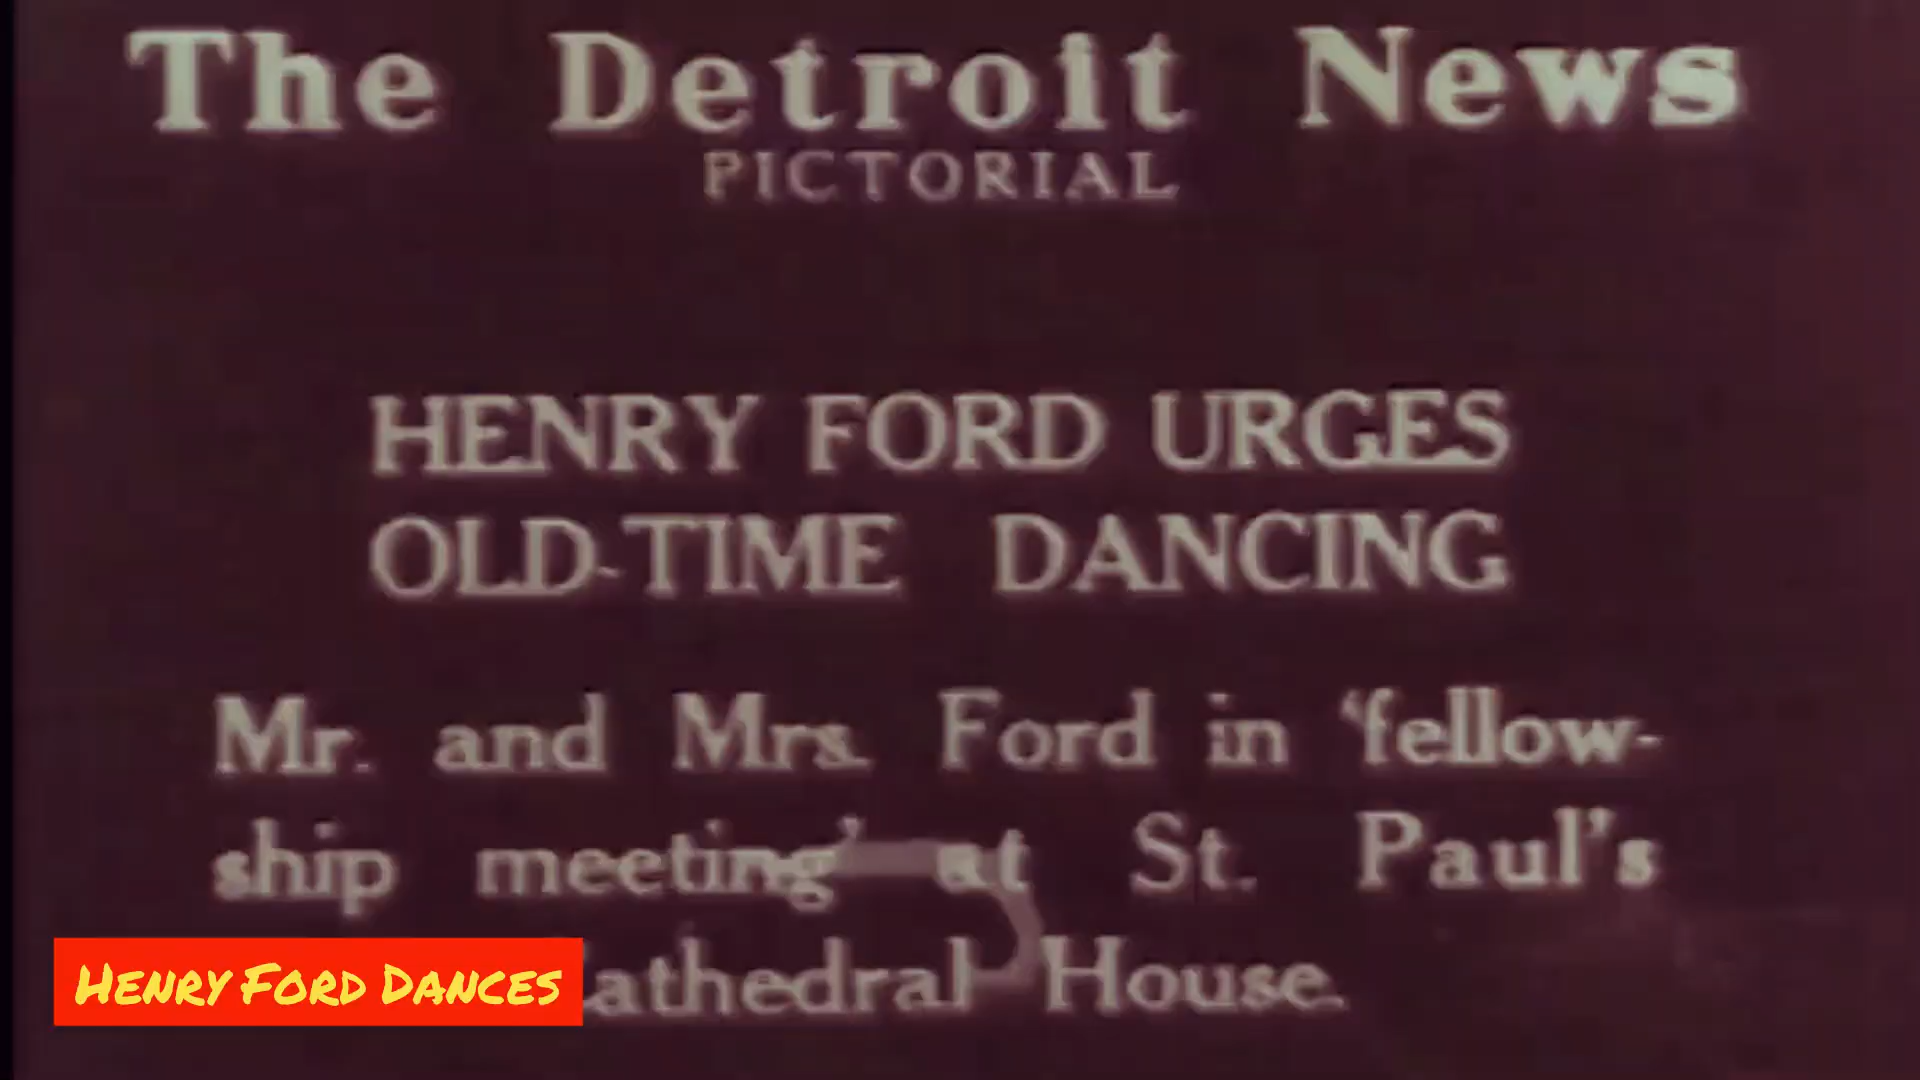 The Detroit News
PICTORIAL
HENRY FORD URGES
OLD-TIME DANCING
Mr. and Mrs. Ford in 'fellow-
ship meeting' at St. Paul's
Cathedral House.
HENRY FORD DANCES